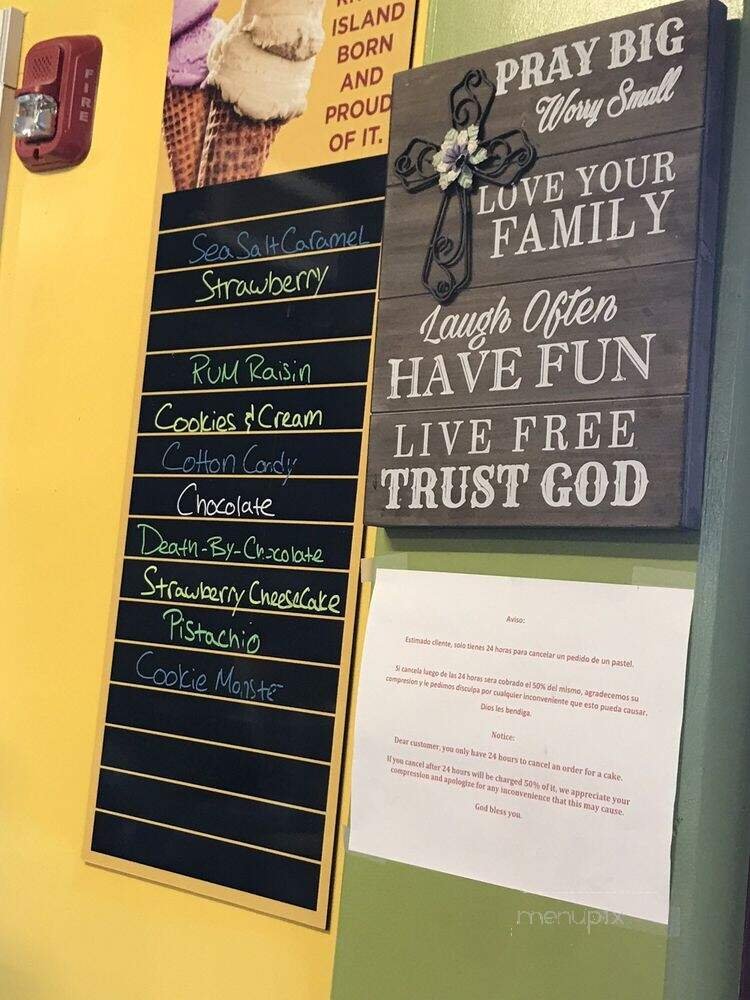 FIRE
ISLAND
BORN
AND
PROUD
OF IT.
Sea Salt Caramel
Strawberry
RUM Raisin
Cookies & Cream
Cotton Candy
Chocolate
Death-By-Chocolate
Strawberry CheeseCake
Pistachio
Cookie Monste
PRAY BIG
Worry Small
LOVE YOUR
FAMILY
Laugh Often
HAVE FUN
LIVE FREE
TRUST GOD
Aviso:
Estimado cliente, solo tienes 24 horas para cancelar un pedido de un pastel.
Si cancela luego de las 24 horas sera cobrado el 50% del mismo, agradecemos su
compresion y le pedimos disculpa por cualquier inconveniente que esto pueda causar.
Dios les bendiga.
Notice:
Dear customer, you only have 24 hours to cancel an order for a cake.
If you cancel after 24 hours will be charged 50% of it, we appreciate your
compression and apologize for any inconvenience that this may cause.
God bless you.
menupix